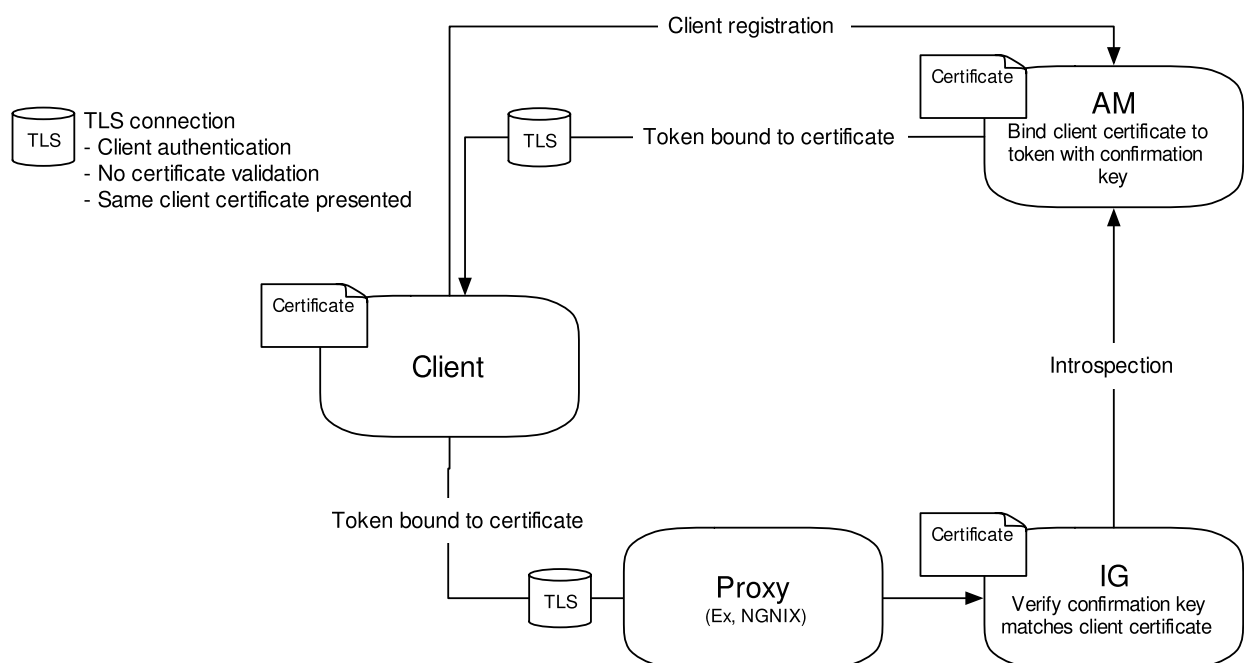 Client registration
Certificate
AM
Bind client certificate to
token with confirmation
key
TLS
TLS connection
- Client authentication
- No certificate validation
- Same client certificate presented
TLS
Token bound to certificate
Certificate
Client
Introspection
Token bound to certificate
Certificate
TLS
Proxy
(Ex, NGNIX)
IG
Verify confirmation key
matches client certificate